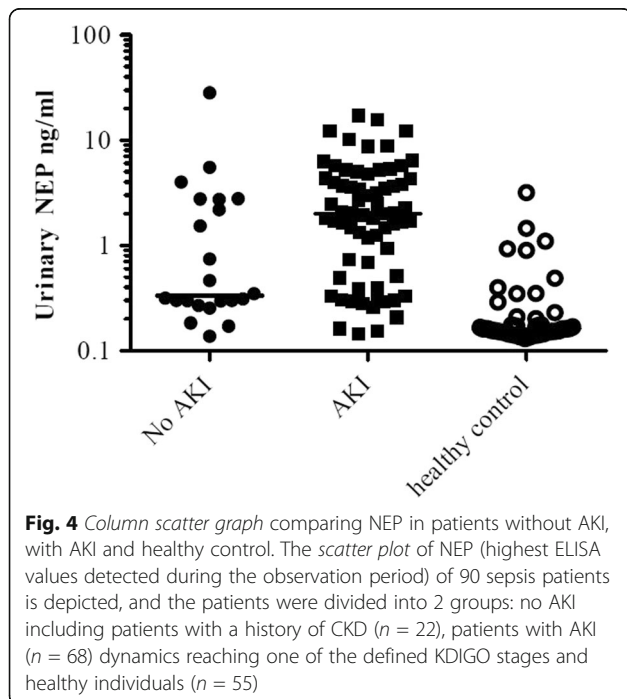 100
10
1
0.1
Urinary NEP ng/ml
No AKI
AKI
healthy control
Fig. 4 Column scatter graph comparing NEP in patients without AKI,
with AKI and healthy control. The scatter plot of NEP (highest ELISA
values detected during the observation period) of 90 sepsis patients
is depicted, and the patients were divided into 2 groups: no AKI
including patients with a history of CKD (n = 22), patients with AKI
(n = 68) dynamics reaching one of the defined KDIGO stages and
healthy individuals (n = 55)